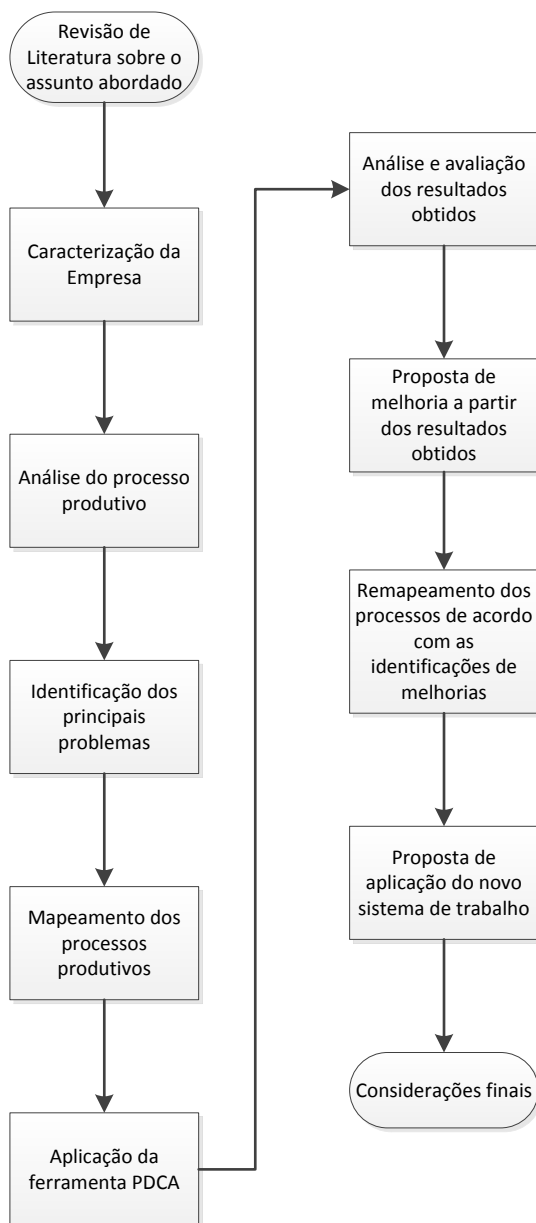 Revisão de
Literatura sobre o
assunto abordado
Caracterização da
Empresa
Análise do processo
produtivo
Identificação dos
principais
problemas
Mapeamento dos
processos
produtivos
Aplicação da
ferramenta PDCA
Análise e avaliação
dos resultados
obtidos
Proposta de
melhoria a partir
dos resultados
obtidos
Remapeamento dos
processos de acordo
com as
identificações de
melhorias
Proposta de
aplicação do novo
sistema de trabalho
Considerações finais